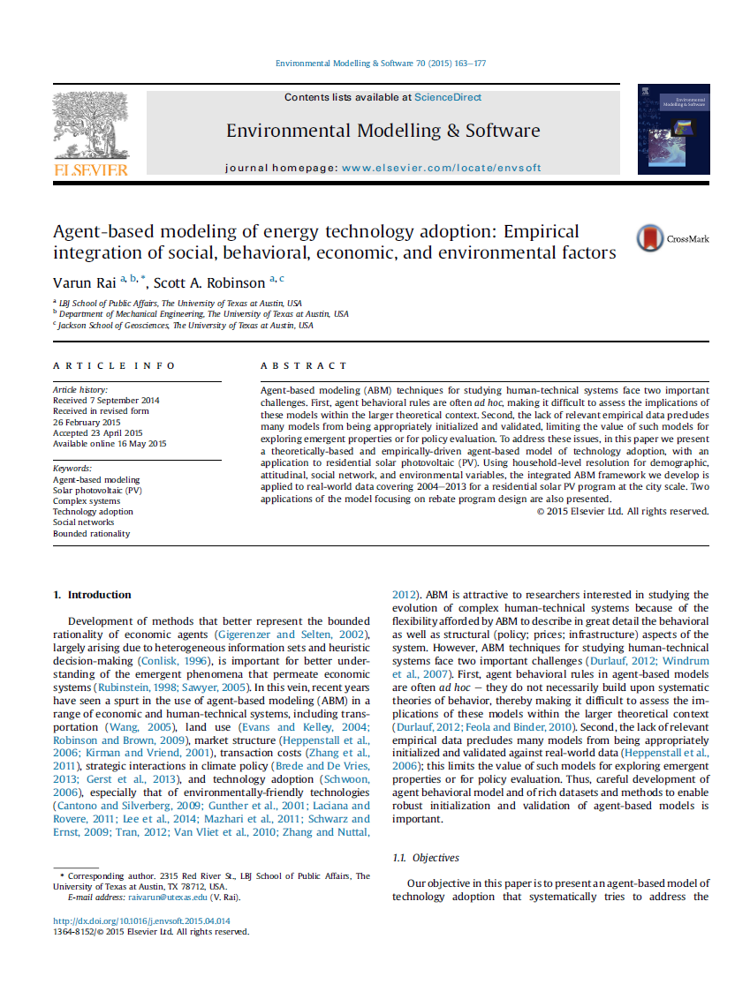 Environmental Modelling & Software 70 (2015) 163–177
Contents lists available at ScienceDirect
Environmental Modelling & Software
journal homepage: www.elsevier.com/locate/envsoft
ELSEVIER
Environmental
Modelling & Software
Agent-based modeling of energy technology adoption: Empirical
integration of social, behavioral, economic, and environmental factors
CrossMark
Varun Rai a, b, *, Scott A. Robinson a, c
a LBJ School of Public Affairs, The University of Texas at Austin, USA
b Department of Mechanical Engineering, The University of Texas at Austin, USA
c Jackson School of Geosciences, The University of Texas at Austin, USA
ARTICLE INFO
Article history:
Received 7 September 2014
Received in revised form
26 February 2015
Accepted 23 April 2015
Available online 16 May 2015
Keywords:
Agent-based modeling
Solar photovoltaic (PV)
Complex systems
Technology adoption
Social networks
Bounded rationality
ABSTRACT
Agent-based modeling (ABM) techniques for studying human-technical systems face two important
challenges. First, agent behavioral rules are often ad hoc, making it difficult to assess the implications of
these models within the larger theoretical context. Second, the lack of relevant empirical data precludes
many models from being appropriately initialized and validated, limiting the value of such models for
exploring emergent properties or for policy evaluation. To address these issues, in this paper we present
a theoretically-based and empirically-driven agent-based model of technology adoption, with an
application to residential solar photovoltaic (PV). Using household-level resolution for demographic,
attitudinal, social network, and environmental variables, the integrated ABM framework we develop is
applied to real-world data covering 2004–2013 for a residential solar PV program at the city scale. Two
applications of the model focusing on rebate program design are also presented.
© 2015 Elsevier Ltd. All rights reserved.
1. Introduction
Development of methods that better represent the bounded
rationality of economic agents (Gigerenzer and Selten, 2002),
largely arising due to heterogeneous information sets and heuristic
decision-making (Conlisk, 1996), is important for better under-
standing of the emergent phenomena that permeate economic
systems (Rubinstein, 1998; Sawyer, 2005). In this vein, recent years
have seen a spurt in the use of agent-based modeling (ABM) in a
range of economic and human-technical systems, including trans-
portation (Wang, 2005), land use (Evans and Kelley, 2004;
Robinson and Brown, 2009), market structure (Heppenstall et al.,
2006; Kirman and Vriend, 2001), transaction costs (Zhang et al.,
2011), strategic interactions in climate policy (Brede and De Vries,
2013; Gerst et al., 2013), and technology adoption (Schwoon,
2006), especially that of environmentally-friendly technologies
(Cantono and Silverberg, 2009; Gunther et al., 2001; Laciana and
Rovere, 2011; Lee et al., 2014; Mazhari et al., 2011; Schwarz and
Ernst, 2009; Tran, 2012; Van Vliet et al., 2010; Zhang and Nuttal,
2012). ABM is attractive to researchers interested in studying the
evolution of complex human-technical systems because of the
flexibility afforded by ABM to describe in great detail the behavioral
as well as structural (policy; prices; infrastructure) aspects of the
system. However, ABM techniques for studying human-technical
systems face two important challenges (Durlauf, 2012; Windrum
et al., 2007). First, agent behavioral rules in agent-based models
are often ad hoc – they do not necessarily build upon systematic
theories of behavior, thereby making it difficult to assess the im-
plications of these models within the larger theoretical context
(Durlauf, 2012; Feola and Binder, 2010). Second, the lack of relevant
empirical data precludes many models from being appropriately
initialized and validated against real-world data (Heppenstall et al.,
2006); this limits the value of such models for exploring emergent
properties or for policy evaluation. Thus, careful development of
agent behavioral model and of rich datasets and methods to enable
robust initialization and validation of agent-based models is
important.
1.1. Objectives
Our objective in this paper is to present an agent-based model of
technology adoption that systematically tries to address the
* Corresponding author. 2315 Red River St., LBJ School of Public Affairs, The
University of Texas at Austin, TX 78712, USA.
E-mail address: raivarun@utexas.edu (V. Rai).
http://dx.doi.org/10.1016/j.envsoft.2015.04.014
1364-8152/© 2015 Elsevier Ltd. All rights reserved.